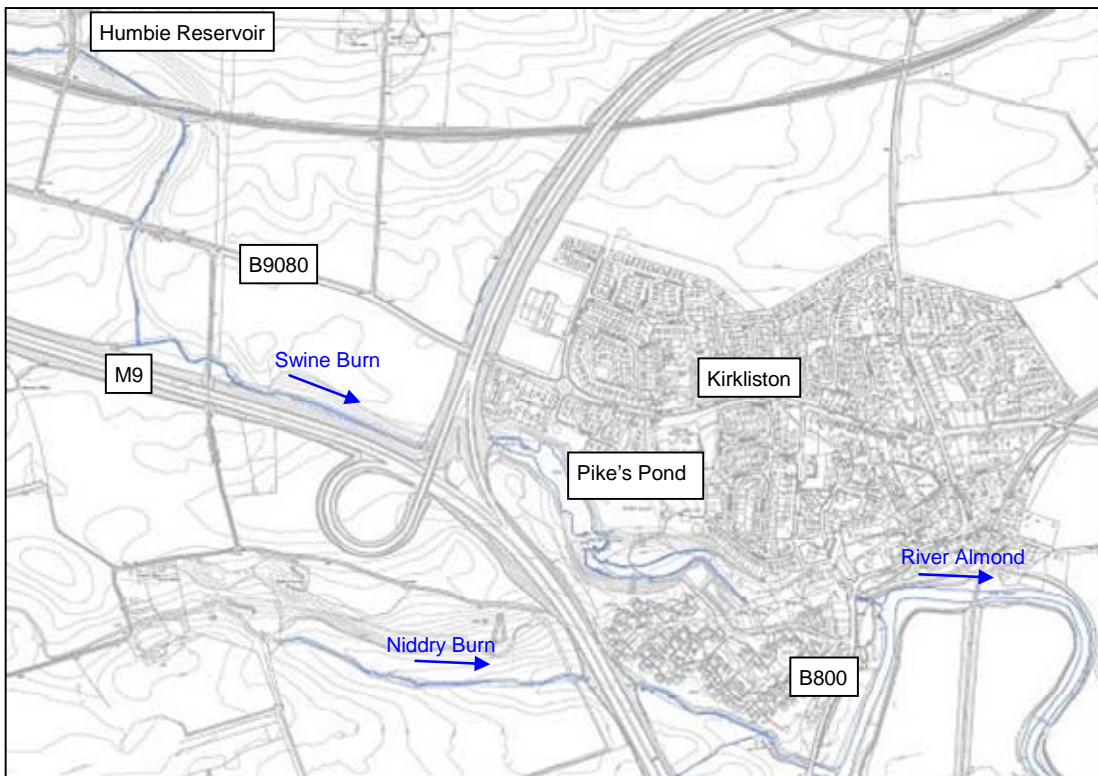 Humbie Reservoir
B9080
Swine Burn
M9
Kirkliston
Pike's Pond
River Almond
Niddry Burn
B800